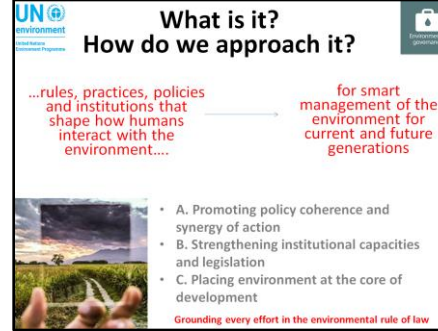 UN
environment
United Nations
Environment Programme
What is it?
How do we approach it?
Environmental
governance
...rules, practices, policies
and institutions that
shape how humans
interact with the
environment....
for smart
management of the
environment for
current and future
generations
• A. Promoting policy coherence and
synergy of action
• B. Strengthening institutional capacities
and legislation
• C. Placing environment at the core of
development
Grounding every effort in the environmental rule of law